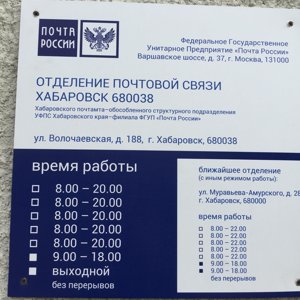 ПОЧТА
РОССИИ
Федеральное Государственное
Унитарное Предприятие «Почта России»
Варшавское шоссе, д. 37, г. Москва, 131000
ОТДЕЛЕНИЕ ПОЧТОВОЙ СВЯЗИ
ХАБАРОВСК 680038
Хабаровского почтамта–обособленного структурного подразделения
УФПС Хабаровского края–филиала ФГУП «Почта России»
ул. Волочаевская, д. 188, г. Хабаровск, 680038
время работы
8.00 – 20.00
8.00 – 20.00
8.00 – 20.00
8.00 – 20.00
8.00 – 20.00
9.00 – 18.00
выходной
без перерывов
ближайшее отделение
(с иным режимом работы):
ул. Муравьева-Амурского, д. 28
г. Хабаровск, 680000
время работы
8.00 – 22.00
8.00 – 22.00
8.00 – 22.00
8.00 – 22.00
8.00 – 22.00
9.00 – 18.00
9.00 – 18.00
без перерывов